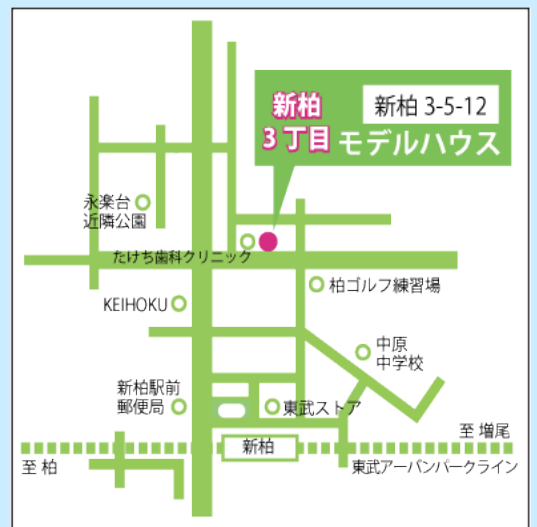 新柏
3丁目
新柏 3-5-12
モデルハウス
永楽台
近隣公園
たけち歯科クリニック
柏ゴルフ練習場
KEIHOKU
中原
中学校
新柏駅前
郵便局
東武ストア
至 増尾
新柏
至 柏
東武アーバンパークライン